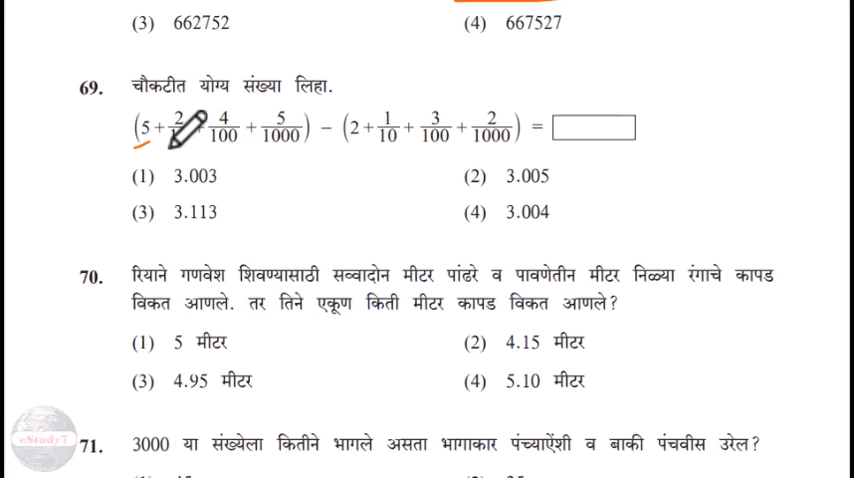 (3) 662752 (4) 667527
69. चौकटीत योग्य संख्या लिहा.
(5 + 2/1 4/100 + 5/1000) − (2 + 1/10 + 3/100 + 2/1000) =
(1) 3.003 (2) 3.005
(3) 3.113 (4) 3.004
70. रियाने गणवेश शिवण्यासाठी सव्वादोन मीटर पांढरे व पावणेतीन मीटर निळ्या रंगाचे कापड
विकत आणले. तर तिने एकूण किती मीटर कापड विकत आणले?
(1) 5 मीटर (2) 4.15 मीटर
(3) 4.95 मीटर (4) 5.10 मीटर
eStudy7
71. 3000 या संख्येला कितीने भागले असता भागाकार पंच्याऐंशी व बाकी पंचवीस उरेल?